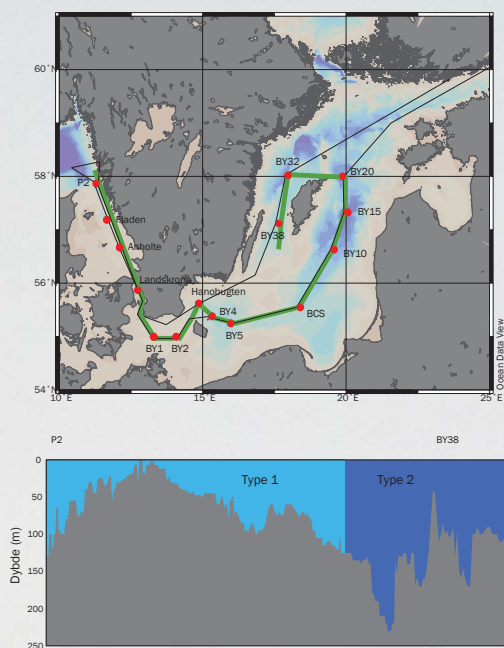 60°N
58°N
56°N
54°N
10°E
15°E
20°E
25°E
P2
Fladen
Anholte
Landskrona
Hanobugten
BY1
BY2
BY4
BY5
BCS
BY10
BY15
BY20
BY32
BY38
Ocean Data View
P2
BY38
Type 1
Type 2
Dybde (m)
0
50
100
150
200
250